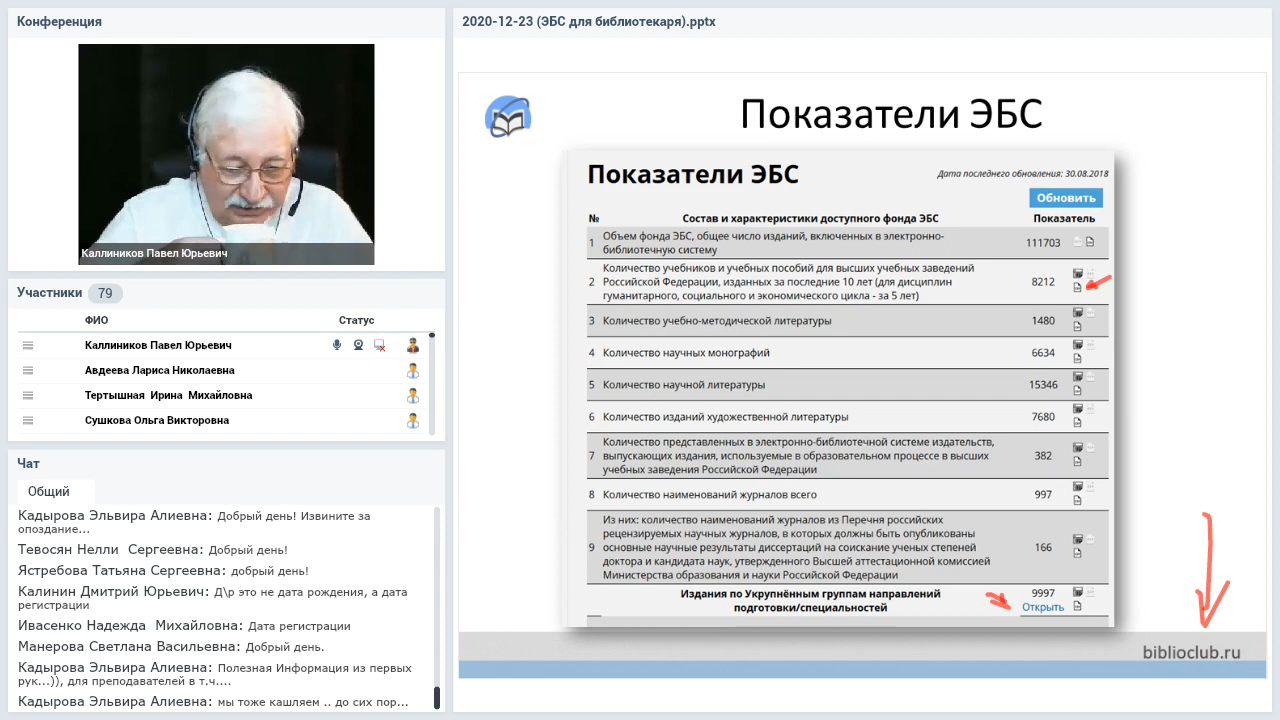 Конференция
Каллиников Павел Юрьевич
Участники 79
ФИО Статус
Каллиников Павел Юрьевич
Авдеева Лариса Николаевна
Тертышная Ирина Михайловна
Сушкова Ольга Викторовна
Чат
Общий
Кадырова Эльвира Алиевна: Добрый день! Извините за
опоздание...
Тевосян Нелли Сергеевна: Добрый день!
Ястребова Татьяна Сергеевна: добрый день!
Калинин Дмитрий Юрьевич: Д\р это не дата рождения, а дата
регистрации
Ивасенко Надежда Михайловна: Дата регистрации
Манерова Светлана Васильевна: Добрый день.
Кадырова Эльвира Алиевна: Полезная Информация из первых
рук...)), для преподавателей в т.ч....
Кадырова Эльвира Алиевна: мы тоже кашляем .. до сих пор...
2020-12-23 (ЭБС для библиотекаря).pptx
Показатели ЭБС
Показатели ЭБС
Дата последнего обновления: 30.08.2018
Обновить
№ Состав и характеристики доступного фонда ЭБС Показатель
1 Объем фонда ЭБС, общее число изданий, включенных в электронно-
библиотечную систему 111703
2 Количество учебников и учебных пособий для высших учебных заведений
Российской Федерации, изданных за последние 10 лет (для дисциплин
гуманитарного, социального и экономического цикла - за 5 лет) 8212
3 Количество учебно-методической литературы 1480
4 Количество научных монографий 6634
5 Количество научной литературы 15346
6 Количество изданий художественной литературы 7680
7 Количество представленных в электронно-библиотечной системе издательств,
выпускающих издания, используемые в образовательном процессе в высших
учебных заведения Российской Федерации 382
8 Количество наименований журналов всего 997
9 Из них: количество наименований журналов из Перечня российских
рецензируемых научных журналов, в которых должны быть опубликованы
основные научные результаты диссертаций на соискание ученых степеней
доктора и кандидата наук, утвержденного Высшей аттестационной комиссией
Министерства образования и науки Российской Федерации 166
Издания по Укрупнённым группам направлений 9997
подготовки/специальностей Открыть
biblioclub.ru